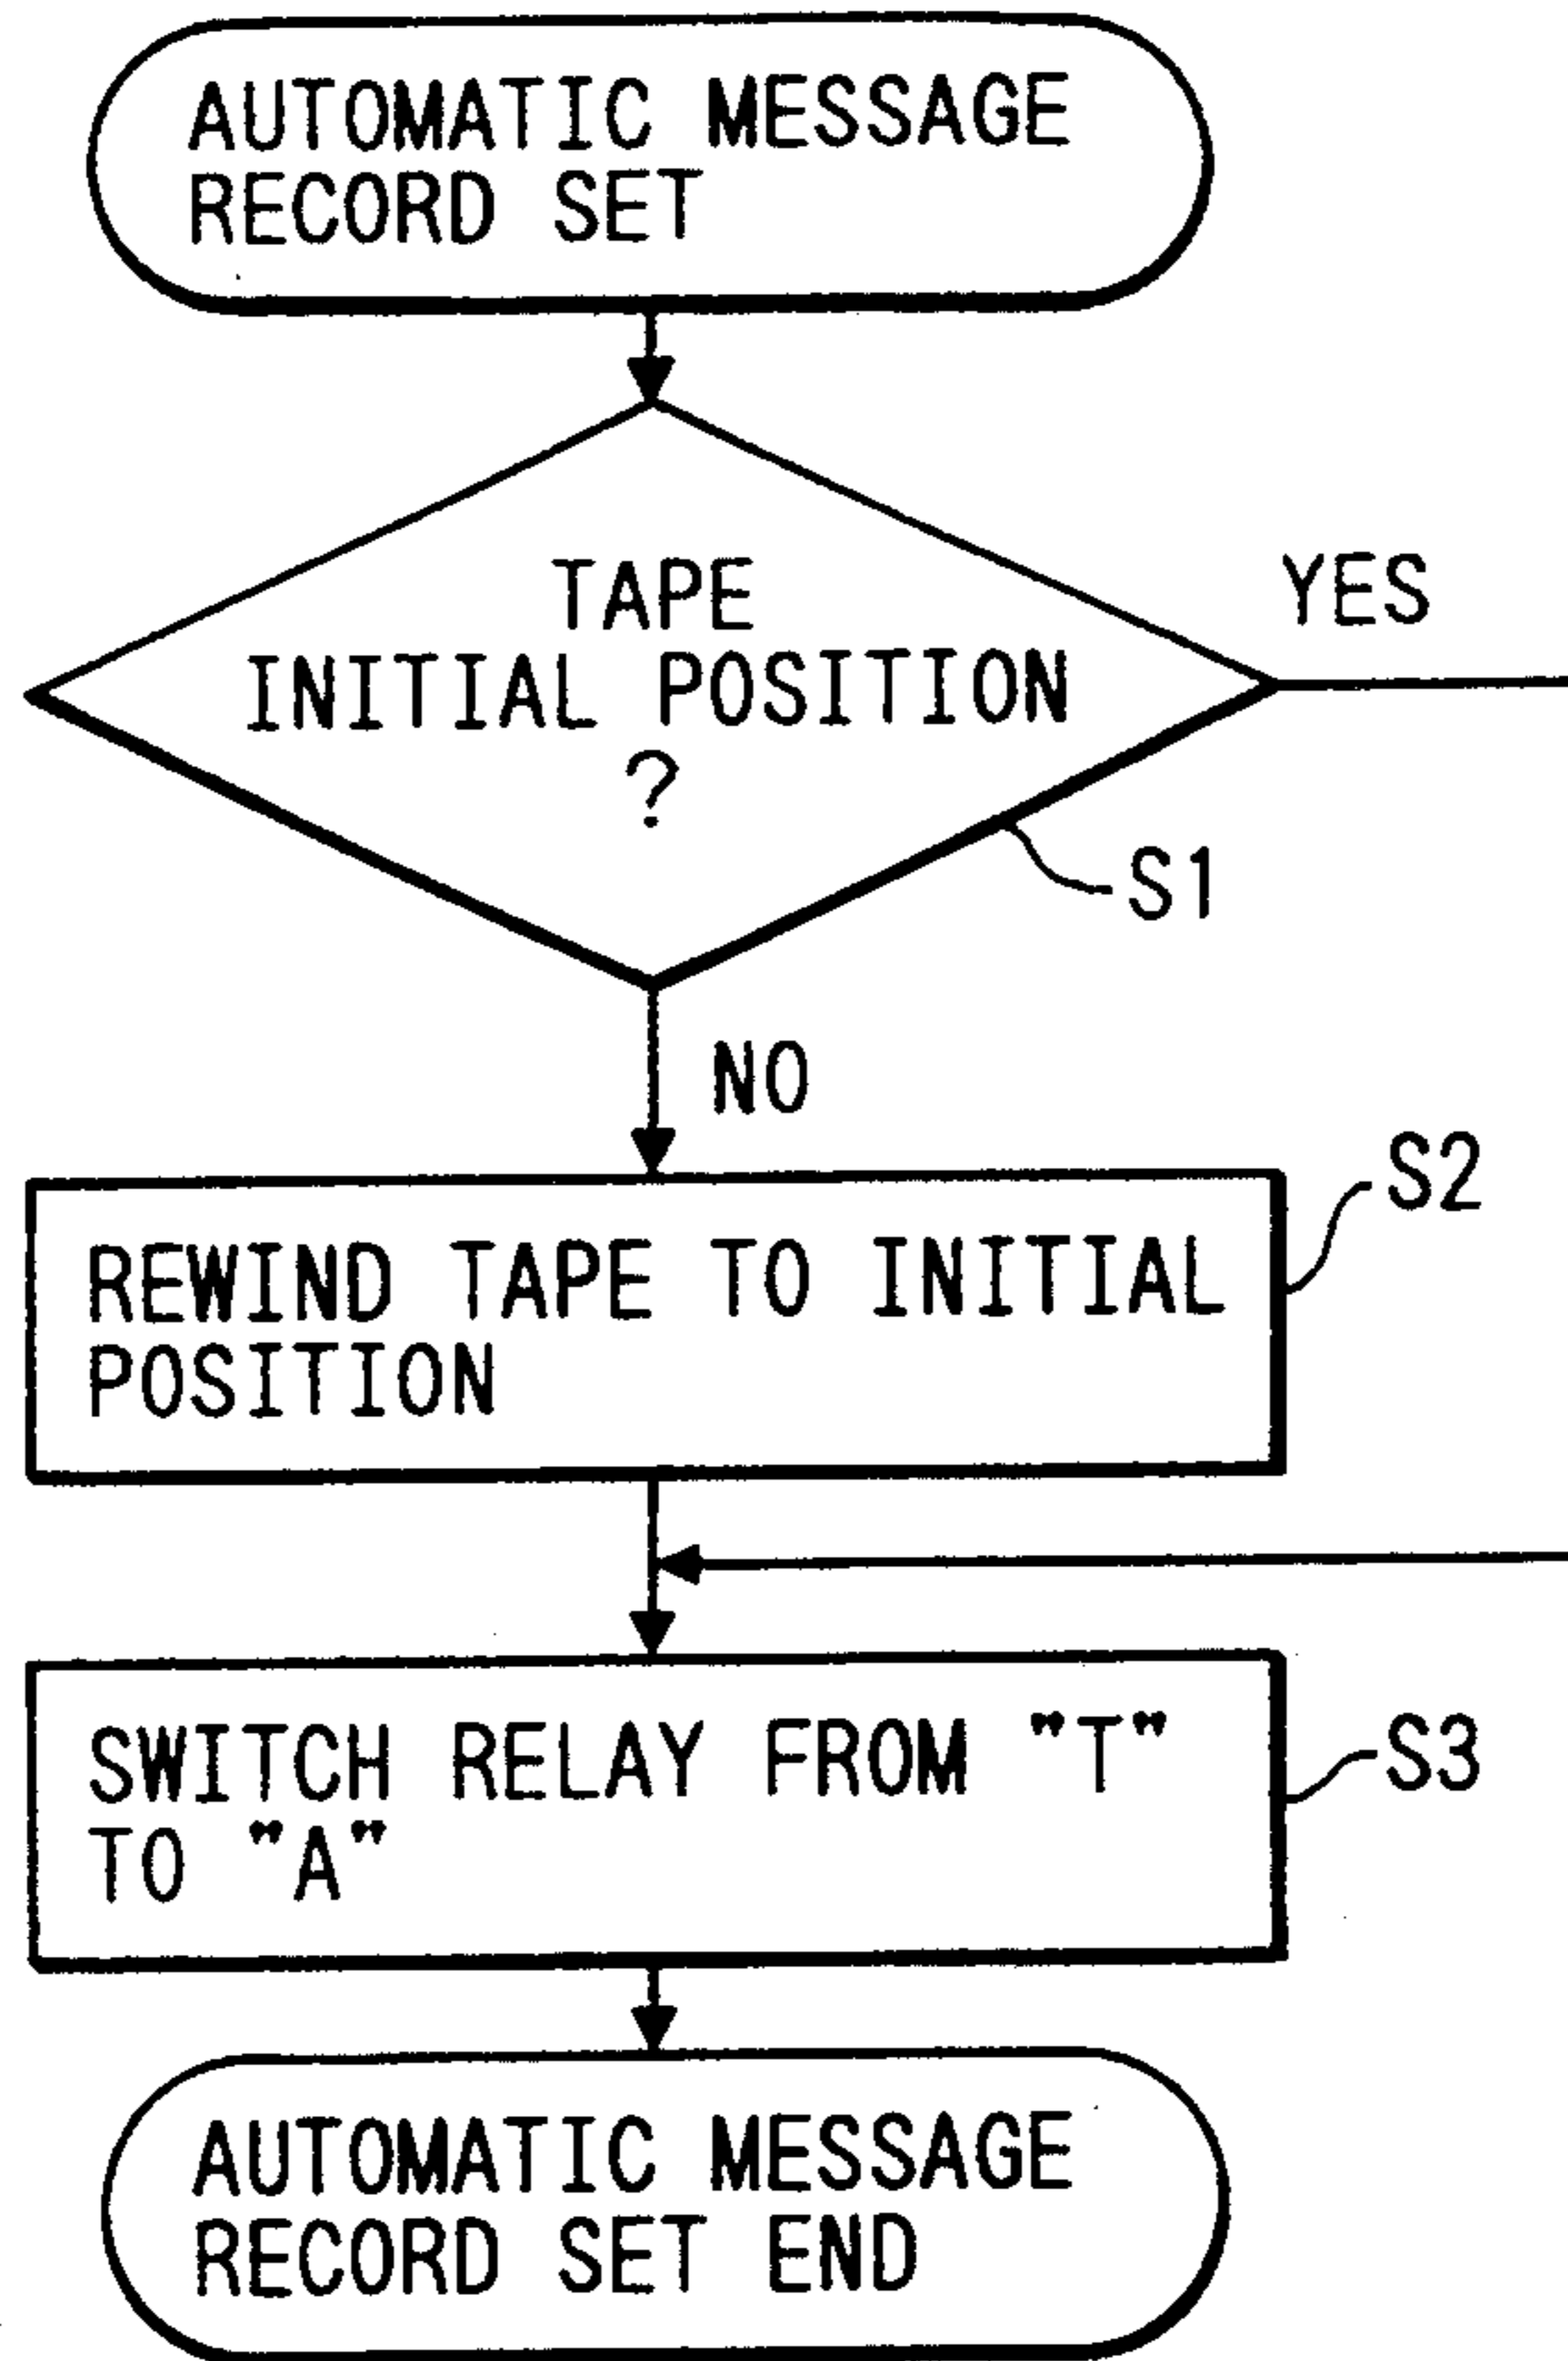 AUTOMATIC MESSAGE
RECORD SET
TAPE
INITIAL POSITION
?
YES
S1
NO
S2
REWIND TAPE TO INITIAL
POSITION
SWITCH RELAY FROM "T"
TO "A"
S3
AUTOMATIC MESSAGE
RECORD SET END